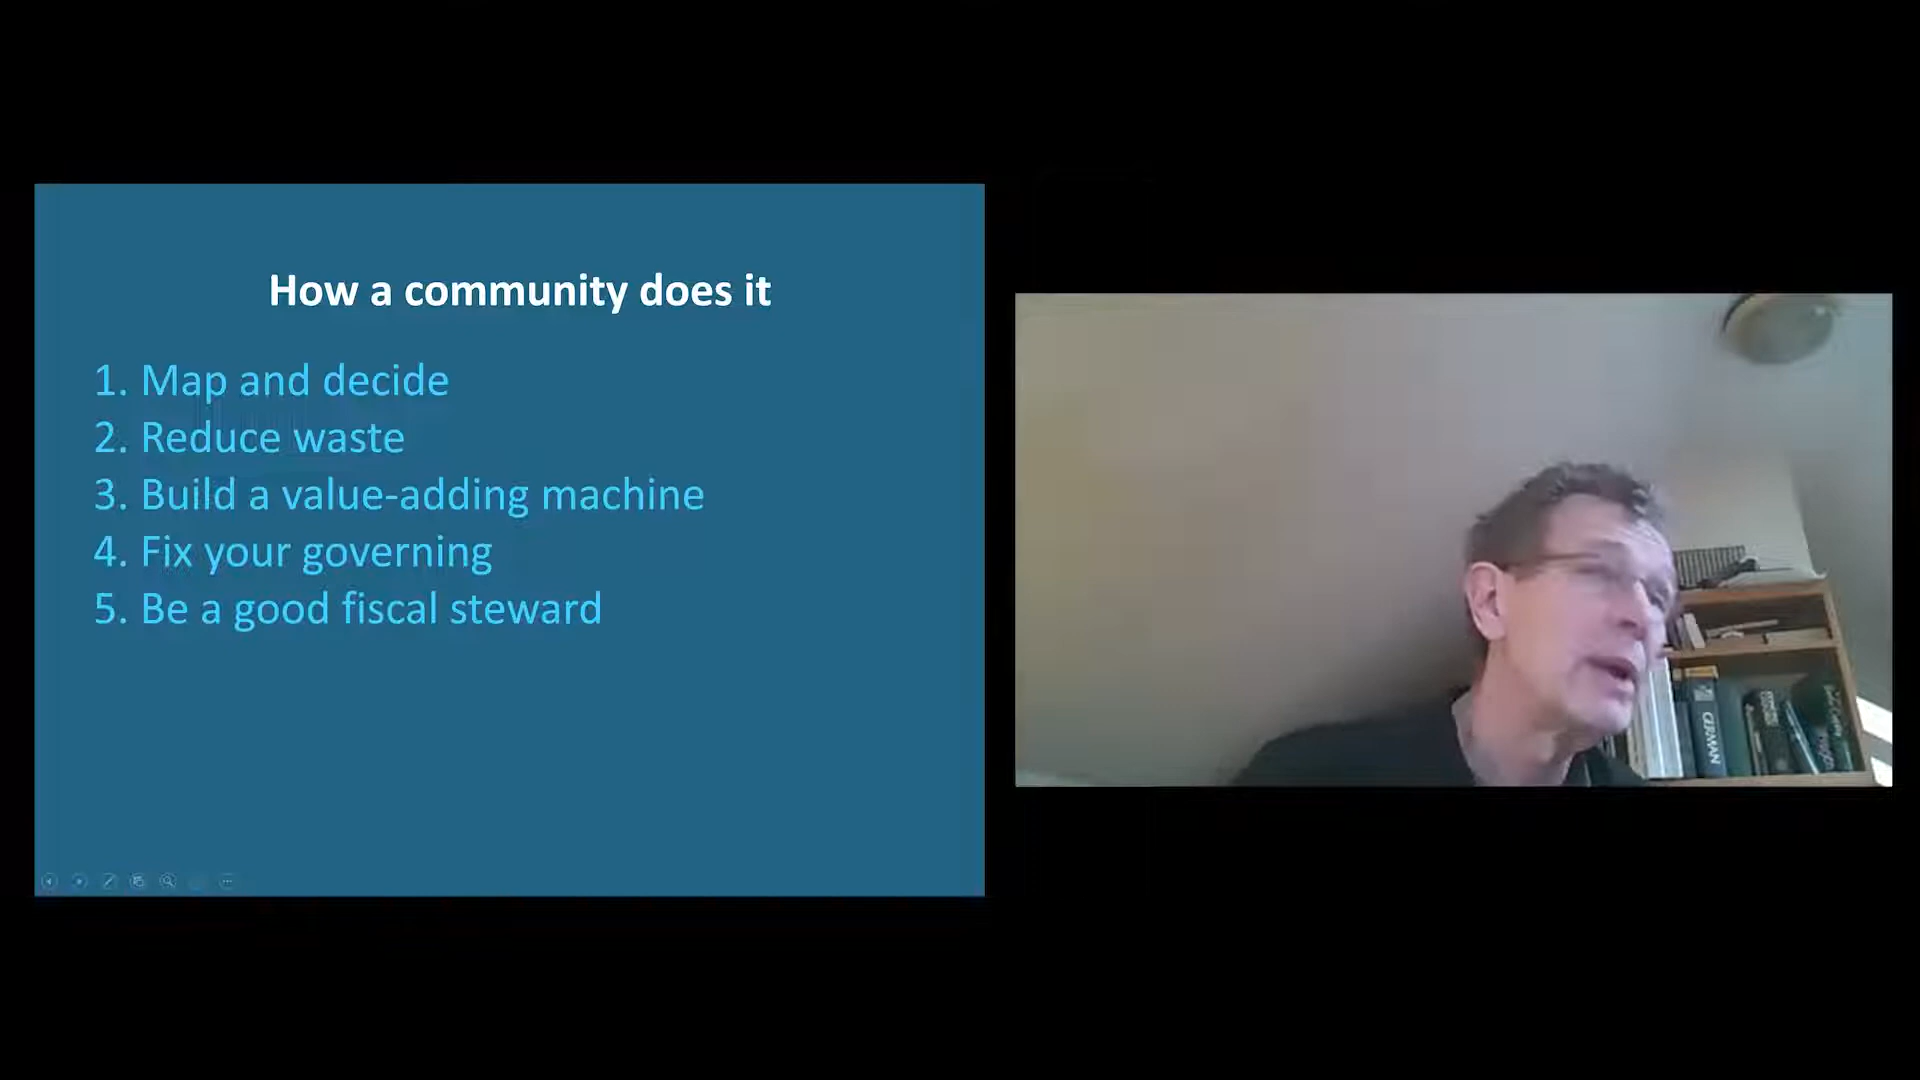 How a community does it
1. Map and decide
2. Reduce waste
3. Build a value-adding machine
4. Fix your governing
5. Be a good fiscal steward
GERMAN